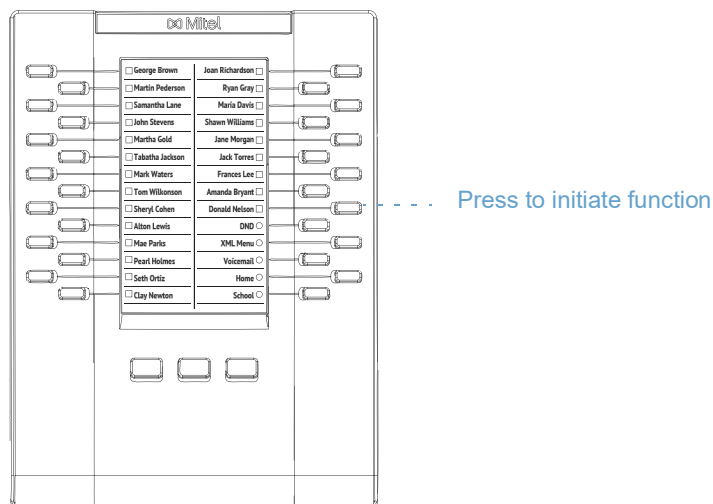 Mitel
George Brown
Martin Pederson
Samantha Lane
John Stevens
Martha Gold
Tabatha Jackson
Mark Waters
Tom Wilkonson
Sheryl Cohen
Alton Lewis
Mae Parks
Pearl Holmes
Seth Ortiz
Clay Newton
Joan Richardson
Ryan Gray
Maria Davis
Shawn Williams
Jane Morgan
Jack Torres
Frances Lee
Amanda Bryant
Donald Nelson
DND
XML Menu
Voicemail
Home
School
Press to initiate function